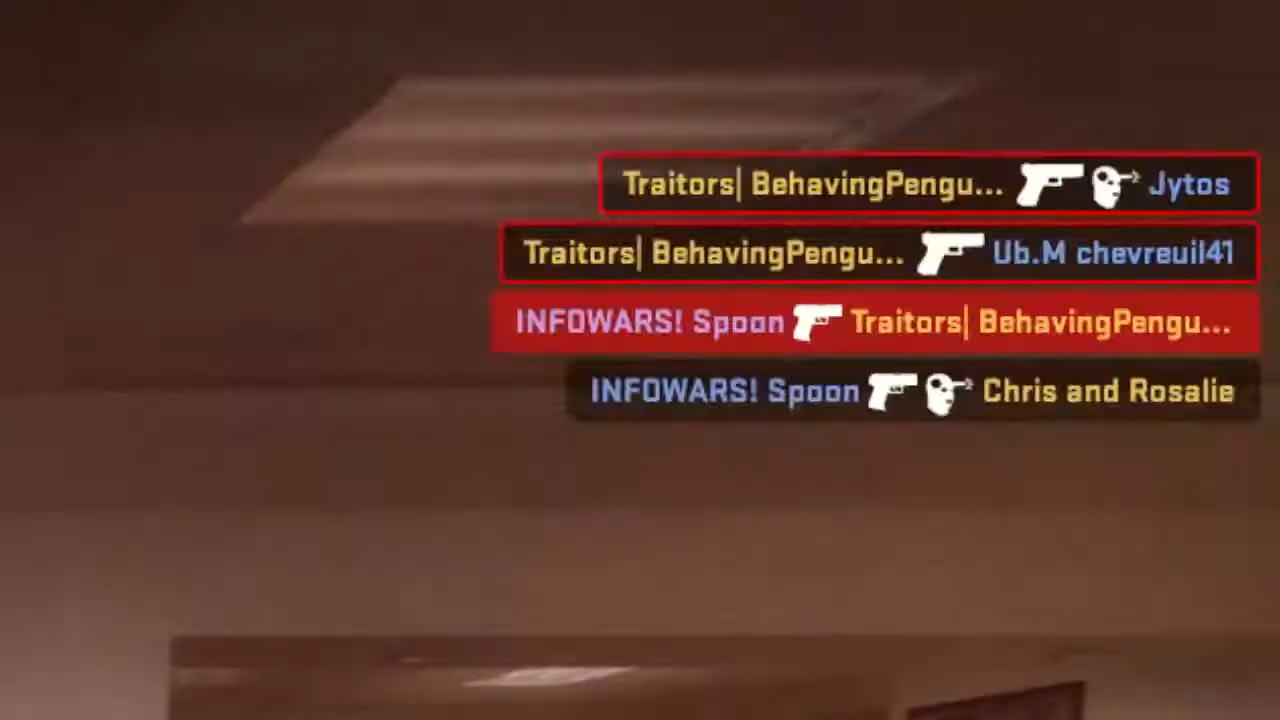 Traitors| BehavingPengu... Jytos
Traitors| BehavingPengu... Ub.M chevreuil41
INFOWARS! Spoon Traitors| BehavingPengu...
INFOWARS! Spoon Chris and Rosalie